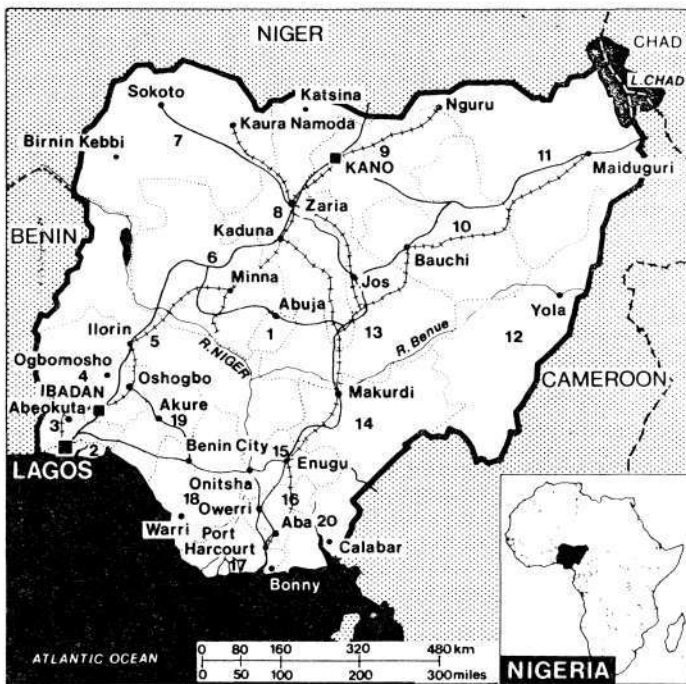 NIGER
CHAD
L.CHAD
Katsina
Sokoto
Nguru
Kaura Namoda
7
9
Birnin Kebbi
KANO
11
Maiduguri
8
Zaria
BENIN
Kaduna
10
6
Bauchi
Minna
Jos
Abuja
Yola
Ilorin
5
1
13
12
R.NIGER
R. Benue
Ogbomosho
4
Oshogbo
CAMEROON
IBADAN
Makurdi
Abeokuta
Akure
3
19
14
Benin City
15
2
Enugu
LAGOS
Onitsha
18
16
Owerri
Warri
Aba
20
Port
Harcourt
Calabar
17
Bonny
0 80 160 320 480 km
0 50 100 200 300 miles
ATLANTIC OCEAN
NIGERIA